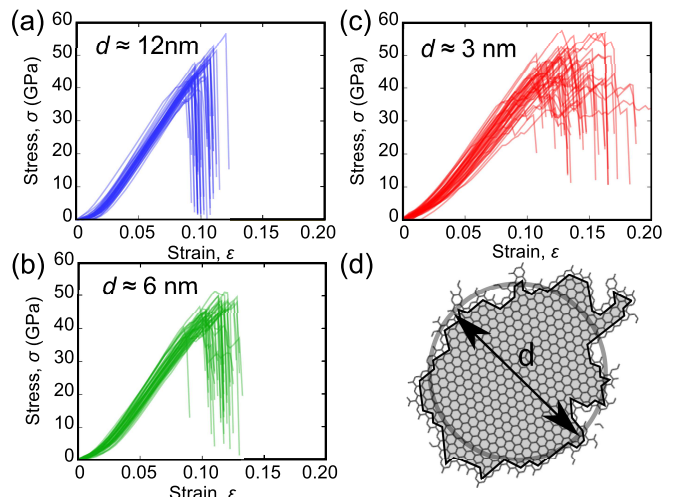 (a)
d ≈ 12nm
Stress, σ (GPa)
60
50
40
30
20
10
0
0 0.05 0.10 0.15 0.20
Strain, ε
(b)
d ≈ 6 nm
Stress, σ (GPa)
60
50
40
30
20
10
0
0 0.05 0.10 0.15 0.20
Strain, ε
(c)
d ≈ 3 nm
Stress, σ (GPa)
60
50
40
30
20
10
0
0 0.05 0.10 0.15 0.20
Strain, ε
(d)
d